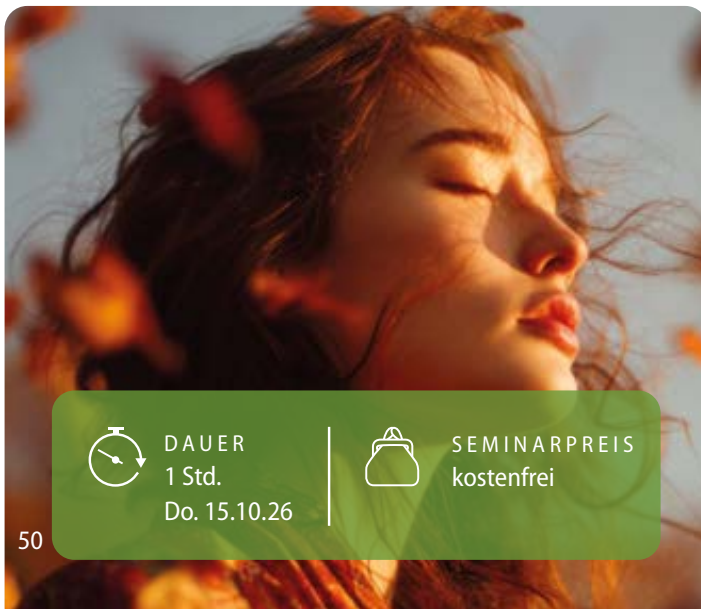 DAUER
1 Std.
Do. 15.10.26
SEMINARPREIS
kostenfrei
50